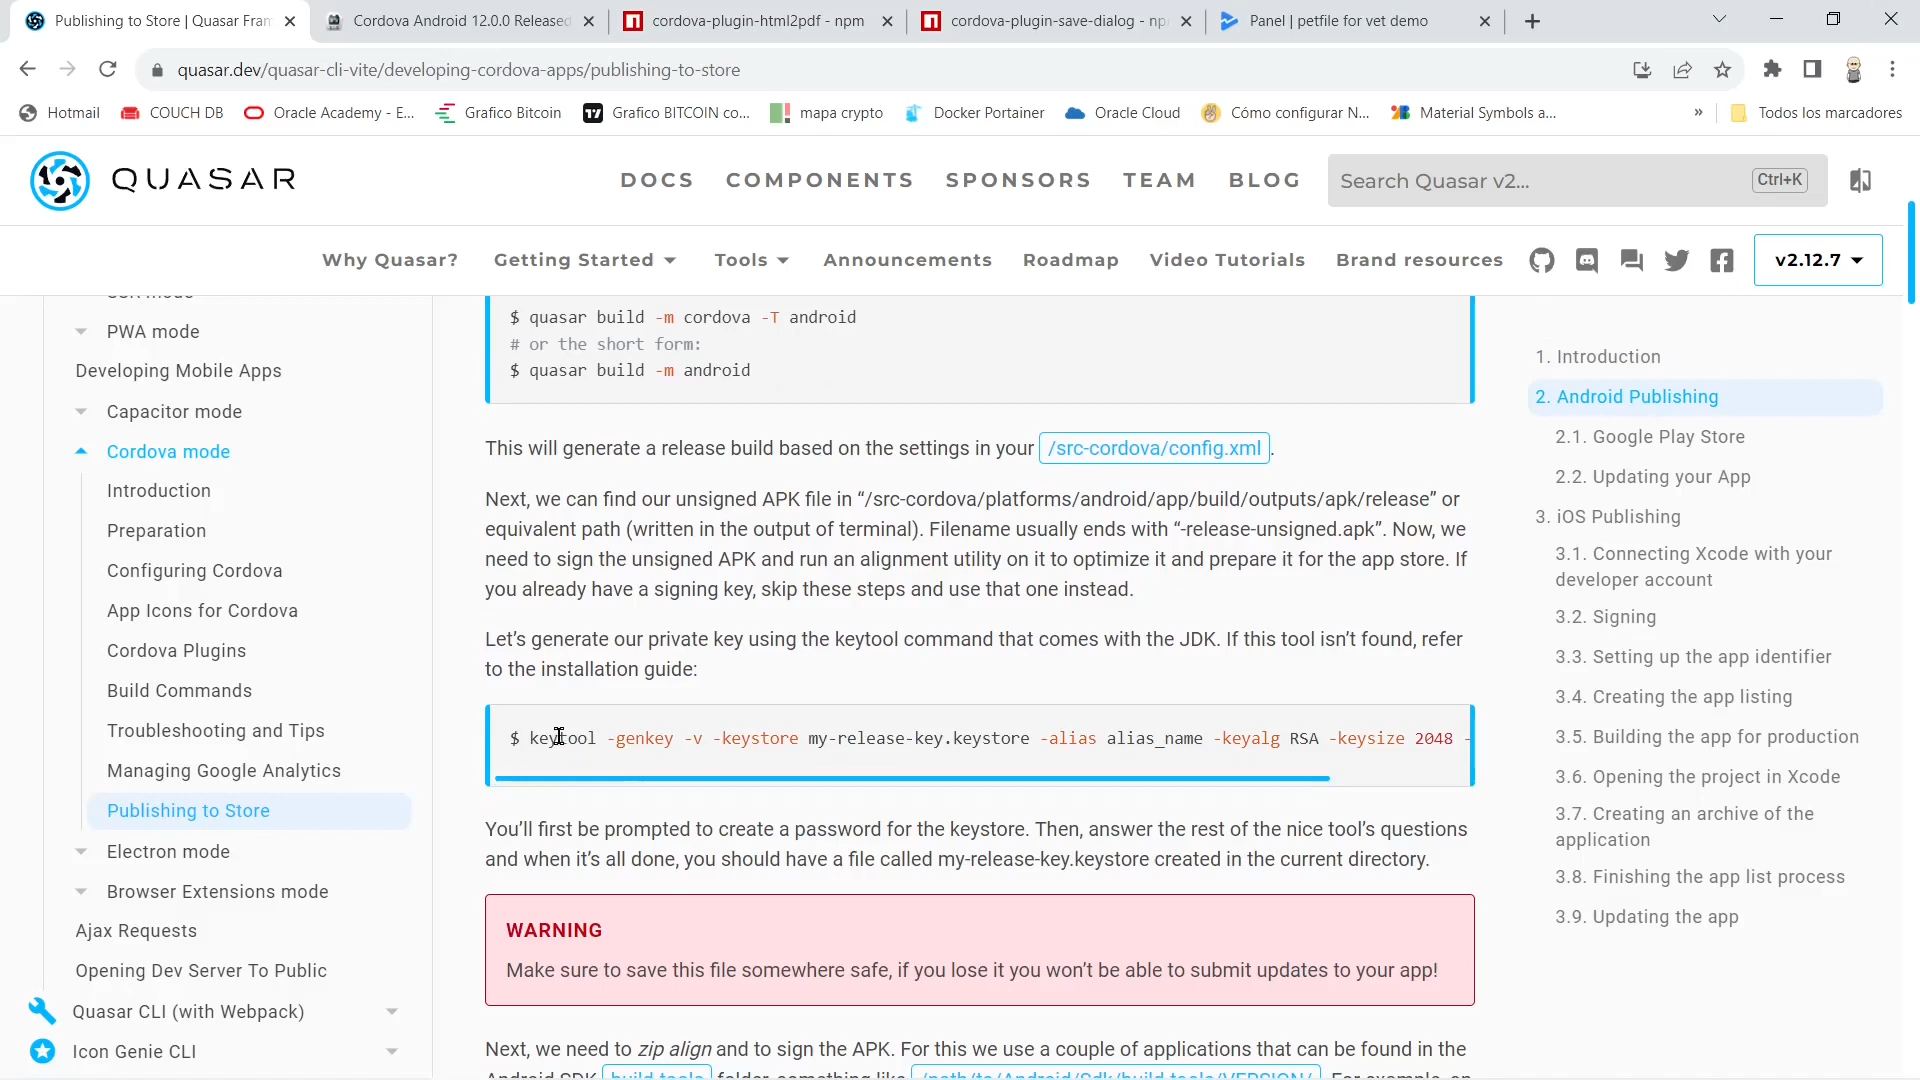 Publishing to Store | Quasar Fram
Cordova Android 12.0.0 Released
cordova-plugin-html2pdf - npm
cordova-plugin-save-dialog - np
Panel | petfile for vet demo
quasar.dev/quasar-cli-vite/developing-cordova-apps/publishing-to-store
Hotmail
COUCH DB
Oracle Academy - E...
Grafico Bitcoin
Grafico BITCOIN co...
mapa crypto
Docker Portainer
Oracle Cloud
Cómo configurar N...
Material Symbols a...
»
Todos los marcadores
QUASAR
DOCS
COMPONENTS
SPONSORS
TEAM
BLOG
Search Quasar v2...
Ctrl+K
Why Quasar?
Getting Started
Tools
Announcements
Roadmap
Video Tutorials
Brand resources
v2.12.7
PWA mode
Developing Mobile Apps
Capacitor mode
Cordova mode
Introduction
Preparation
Configuring Cordova
App Icons for Cordova
Cordova Plugins
Build Commands
Troubleshooting and Tips
Managing Google Analytics
Publishing to Store
Electron mode
Browser Extensions mode
Ajax Requests
Opening Dev Server To Public
Quasar CLI (with Webpack)
Icon Genie CLI
$ quasar build -m cordova -T android
# or the short form:
$ quasar build -m android
This will generate a release build based on the settings in your /src-cordova/config.xml.
Next, we can find our unsigned APK file in “/src-cordova/platforms/android/app/build/outputs/apk/release” or
equivalent path (written in the output of terminal). Filename usually ends with “-release-unsigned.apk”. Now, we
need to sign the unsigned APK and run an alignment utility on it to optimize it and prepare it for the app store. If
you already have a signing key, skip these steps and use that one instead.
Let’s generate our private key using the keytool command that comes with the JDK. If this tool isn’t found, refer
to the installation guide:
$ keytool -genkey -v -keystore my-release-key.keystore -alias alias_name -keyalg RSA -keysize 2048 -
You’ll first be prompted to create a password for the keystore. Then, answer the rest of the nice tool’s questions
and when it’s all done, you should have a file called my-release-key.keystore created in the current directory.
WARNING
Make sure to save this file somewhere safe, if you lose it you won’t be able to submit updates to your app!
Next, we need to zip align and to sign the APK. For this we use a couple of applications that can be found in the
Android SDK build-tools folder, something like /path/to/Android/Sdk/build-tools/VERSION/. For example, on
1. Introduction
2. Android Publishing
2.1. Google Play Store
2.2. Updating your App
3. iOS Publishing
3.1. Connecting Xcode with your
developer account
3.2. Signing
3.3. Setting up the app identifier
3.4. Creating the app listing
3.5. Building the app for production
3.6. Opening the project in Xcode
3.7. Creating an archive of the
application
3.8. Finishing the app list process
3.9. Updating the app